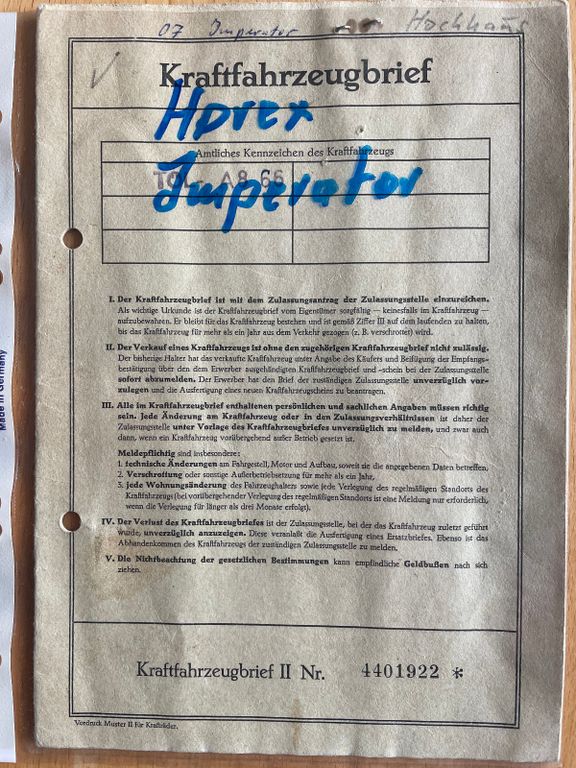 07 Imperator Hochhaus
Kraftfahrzeugbrief
Horex
Amtliches Kennzeichen des Kraftfahrzeugs
TÖ - A 8 66
Imperator
I. Der Kraftfahrzeugbrief ist mit dem Zulassungsantrag der Zulassungsstelle einzureichen.
Als wichtige Urkunde ist der Kraftfahrzeugbrief vom Eigentümer sorgfältig — keinesfalls im Kraftfahrzeug —
aufzubewahren. Er bleibt für das Kraftfahrzeug bestehen und ist gemäß Ziffer III auf dem laufenden zu halten,
bis das Kraftfahrzeug für mehr als ein Jahr aus dem Verkehr gezogen (z. B. verschrottet) wird.
II. Der Verkauf eines Kraftfahrzeugs ist ohne den zugehörigen Kraftfahrzeugbrief nicht zulässig.
Der bisherige Halter hat das verkaufte Kraftfahrzeug unter Angabe des Käufers und Beifügung der Empfangs-
bestätigung über den dem Erwerber ausgehändigten Kraftfahrzeugbrief und -schein bei der Zulassungsstelle
sofort abzumelden. Der Erwerber hat den Brief der zuständigen Zulassungsstelle unverzüglich vor-
zulegen und die Ausfertigung eines neuen Kraftfahrzeugscheins zu beantragen.
III. Alle im Kraftfahrzeugbrief enthaltenen persönlichen und sachlichen Angaben müssen richtig
sein. Jede Änderung am Kraftfahrzeug oder in den Zulassungsverhältnissen ist daher der
Zulassungsstelle unter Vorlage des Kraftfahrzeugbriefes unverzüglich zu melden, und zwar auch
dann, wenn ein Kraftfahrzeug vorübergehend außer Betrieb gesetzt ist.
Meldepflichtig sind insbesondere:
1. technische Änderungen am Fahrgestell, Motor und Aufbau, soweit sie die angegebenen Daten betreffen,
2. Verschrottung oder sonstige Außerbetriebsetzung für mehr als ein Jahr,
3. jede Wohnungsänderung des Fahrzeughalters sowie jede Verlegung des regelmäßigen Standorts des
Kraftfahrzeugs (bei vorübergehender Verlegung des regelmäßigen Standorts ist eine Meldung nur erforderlich,
wenn die Verlegung für länger als drei Monate erfolgt).
IV. Der Verlust des Kraftfahrzeugbriefes ist der Zulassungsstelle, bei der das Kraftfahrzeug zuletzt geführt
wurde, unverzüglich anzuzeigen. Diese veranlaßt die Ausfertigung eines Ersatzbriefes. Ebenso ist das
Abhandenkommen des Kraftfahrzeugs der zuständigen Zulassungsstelle zu melden.
V. Die Nichtbeachtung der gesetzlichen Bestimmungen kann empfindliche Geldbußen nach sich
ziehen.
Kraftfahrzeugbrief II Nr. 4401922 *
Vordruck Muster II für Krafträder.
Made in Germany